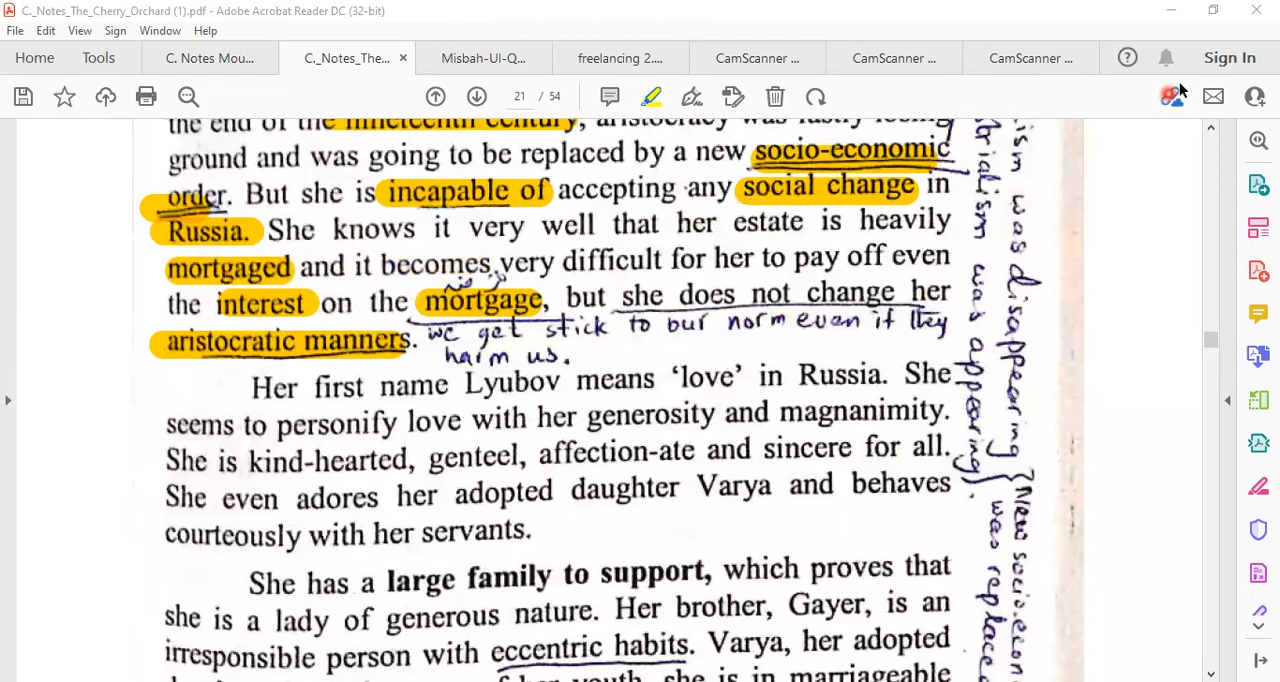 C._Notes_The_Cherry_Orchard (1).pdf - Adobe Acrobat Reader DC (32-bit)
File Edit View Sign Window Help
Home Tools C. Notes Mou... C._Notes_The... × Misbah-Ul-Q... freelancing 2.... CamScanner ... CamScanner ... CamScanner ... Sign In
21 / 54
the end of the nineteenth century, aristocracy was fastly losing
ground and was going to be replaced by a new socio-economic
order. But she is incapable of accepting any social change in
Russia. She knows it very well that her estate is heavily
mortgaged and it becomes very difficult for her to pay off even
the interest on the mortgage, but she does not change her
aristocratic manners. we get stick to our norm even if they
harm us.
Her first name Lyubov means ‘love’ in Russia. She
seems to personify love with her generosity and magnanimity.
She is kind-hearted, genteel, affection-ate and sincere for all.
She even adores her adopted daughter Varya and behaves
courteously with her servants.
She has a large family to support, which proves that
she is a lady of generous nature. Her brother, Gayer, is an
irresponsible person with eccentric habits. Varya, her adopted
she is in marriageable
ism was disappearing
trialism was appearing).
New socio.econ
was replace